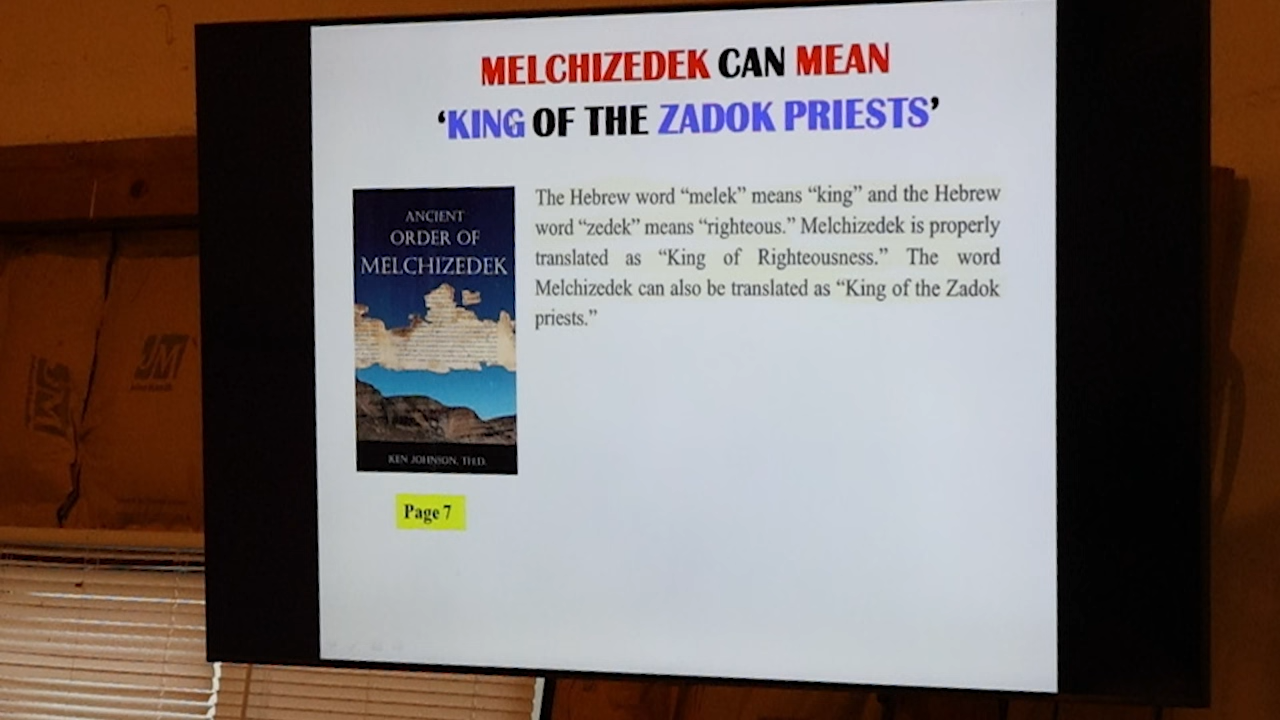 MELCHIZEDEK CAN MEAN
‘KING OF THE ZADOK PRIESTS’
ANCIENT
ORDER OF
MELCHIZEDEK
KEN JOHNSON, TH.D.
Page 7
The Hebrew word “melek” means “king” and the Hebrew
word “zedek” means “righteous.” Melchizedek is properly
translated as “King of Righteousness.” The word
Melchizedek can also be translated as “King of the Zadok
priests.”
JM
JM